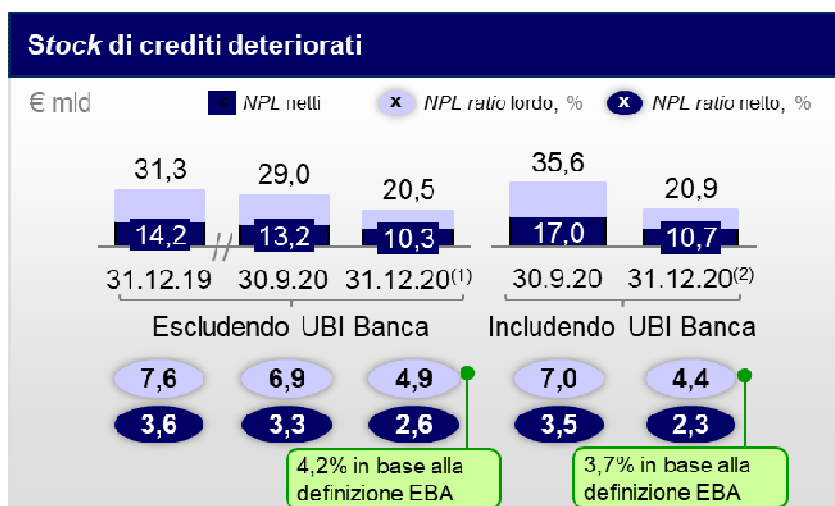 Stock di crediti deteriorati
€ mld
NPL netti
x NPL ratio lordo, %
x NPL ratio netto, %
31,3 29,0 20,5 35,6 20,9
14,2 13,2 10,3 17,0 10,7
31.12.19 // 30.9.20 31.12.20(1) 30.9.20 31.12.20(2)
Escludendo UBI Banca Includendo UBI Banca
7,6 6,9 4,9 7,0 4,4
3,6 3,3 2,6 3,5 2,3
4,2% in base alla
definizione EBA
3,7% in base alla
definizione EBA